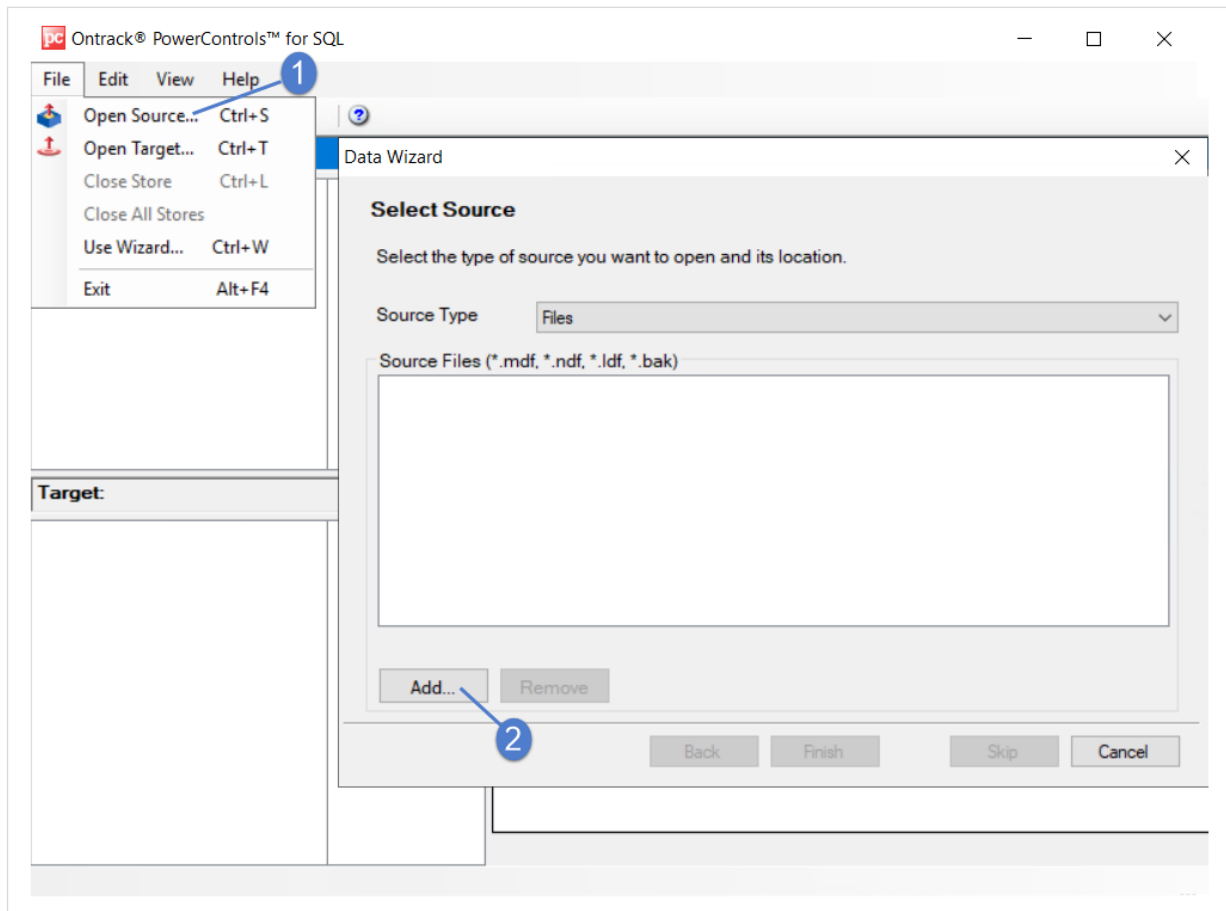 pc Ontrack® PowerControls™ for SQL
File Edit View Help
1
Open Source... Ctrl+S
Open Target... Ctrl+T
Close Store Ctrl+L
Close All Stores
Use Wizard... Ctrl+W
Exit Alt+F4
Data Wizard
Select Source
Select the type of source you want to open and its location.
Source Type Files
Source Files (*.mdf, *.ndf, *.ldf, *.bak)
Target:
Add... Remove
2
Back Finish Skip Cancel